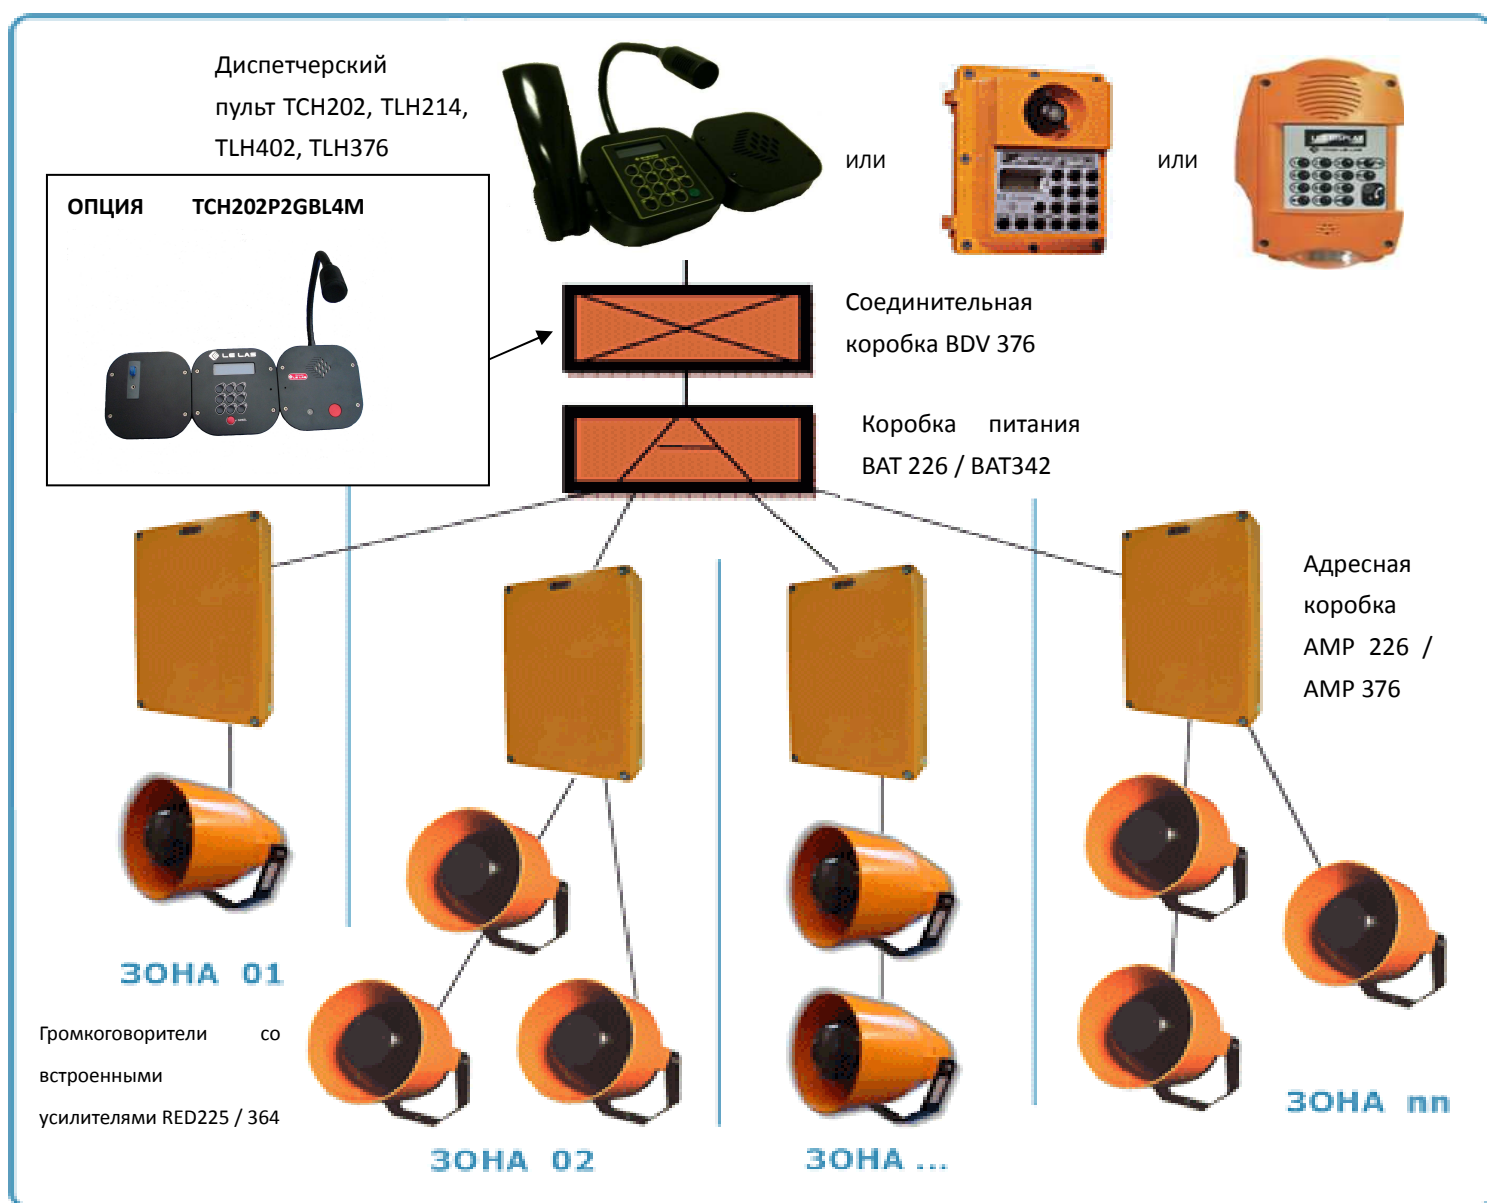 Диспетчерский
пульт TCH202, TLH214,
TLH402, TLH376
или
или
ОПЦИЯ TCH202P2GBL4M
LE LAS
Соединительная
коробка BDV 376
Коробка питания
BAT 226 / BAT342
Адресная
коробка
AMP 226 /
AMP 376
ЗОНА 01
Громкоговорители со
встроенными
усилителями RED225 / 364
ЗОНА 02
ЗОНА ...
ЗОНА nn